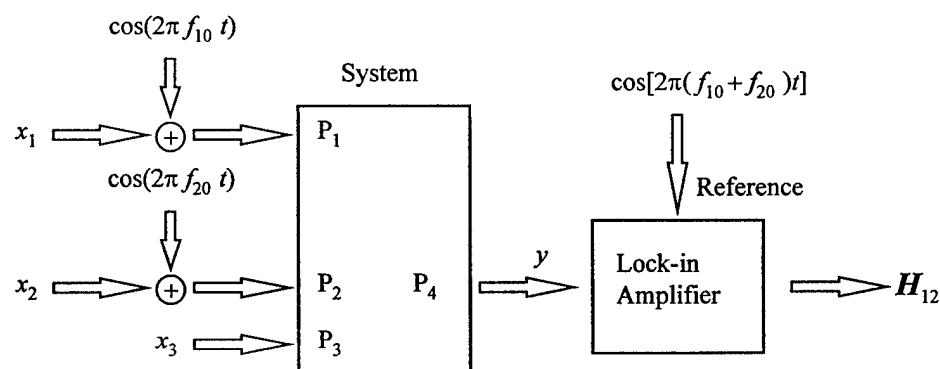 cos(2π f₁₀ t)
System
cos[2π(f₁₀+f₂₀)t]
x₁
+
P₁
cos(2π f₂₀ t)
Reference
x₂
+
P₂
P₄
y
Lock-in
Amplifier
H₁₂
x₃
P₃